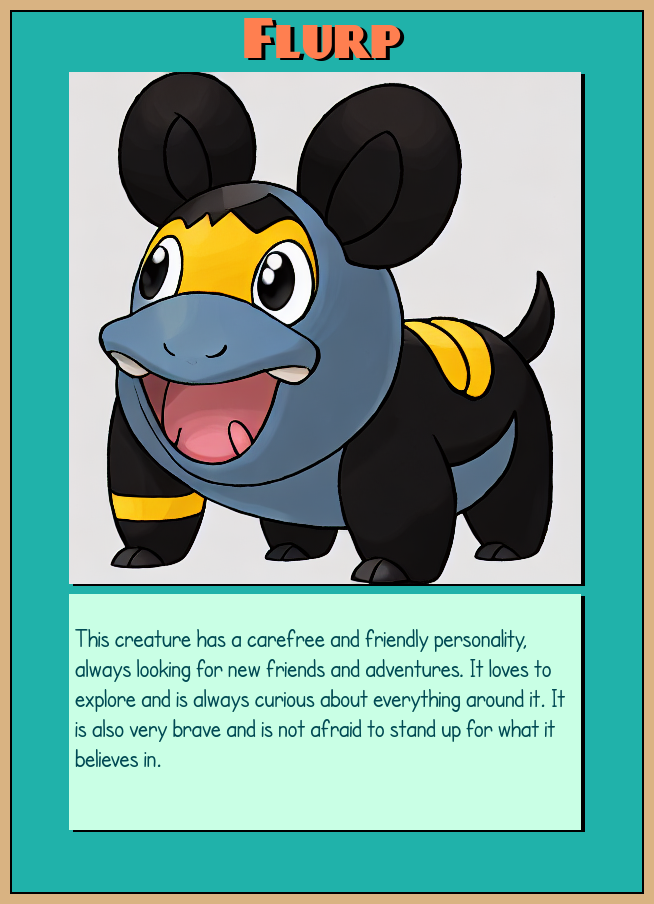 Flurp
This creature has a carefree and friendly personality,
always looking for new friends and adventures. It loves to
explore and is always curious about everything around it. It
is also very brave and is not afraid to stand up for what it
believes in.